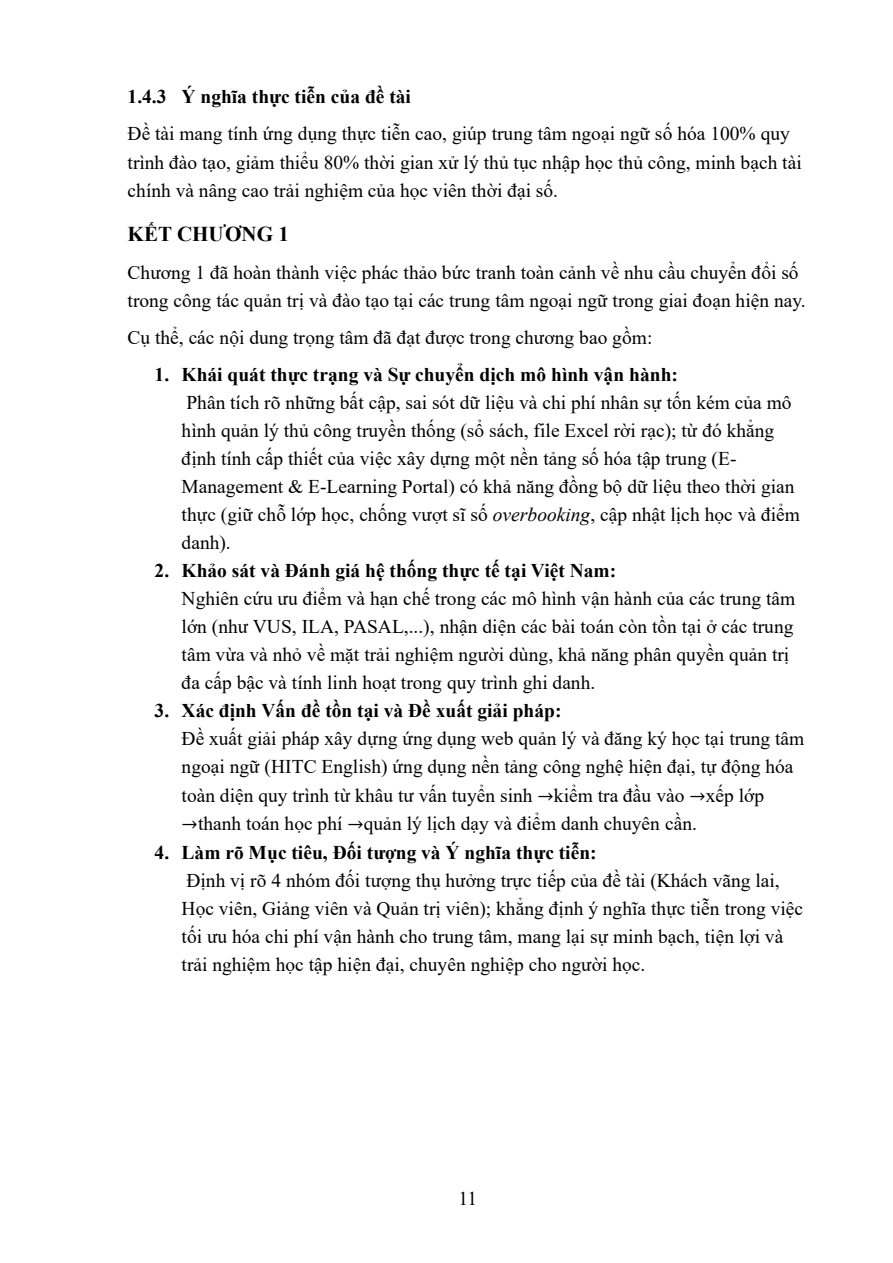 1.4.3 Ý nghĩa thực tiễn của đề tài
Đề tài mang tính ứng dụng thực tiễn cao, giúp trung tâm ngoại ngữ số hóa 100% quy
trình đào tạo, giảm thiểu 80% thời gian xử lý thủ tục nhập học thủ công, minh bạch tài
chính và nâng cao trải nghiệm của học viên thời đại số.
KẾT CHƯƠNG 1
Chương 1 đã hoàn thành việc phác thảo bức tranh toàn cảnh về nhu cầu chuyển đổi số
trong công tác quản trị và đào tạo tại các trung tâm ngoại ngữ trong giai đoạn hiện nay.
Cụ thể, các nội dung trọng tâm đã đạt được trong chương bao gồm:
1. Khái quát thực trạng và Sự chuyển dịch mô hình vận hành:
Phân tích rõ những bất cập, sai sót dữ liệu và chi phí nhân sự tốn kém của mô
hình quản lý thủ công truyền thống (sổ sách, file Excel rời rạc); từ đó khẳng
định tính cấp thiết của việc xây dựng một nền tảng số hóa tập trung (E-
Management & E-Learning Portal) có khả năng đồng bộ dữ liệu theo thời gian
thực (giữ chỗ lớp học, chống vượt sĩ số overbooking, cập nhật lịch học và điểm
danh).
2. Khảo sát và Đánh giá hệ thống thực tế tại Việt Nam:
Nghiên cứu ưu điểm và hạn chế trong các mô hình vận hành của các trung tâm
lớn (như VUS, ILA, PASAL,...), nhận diện các bài toán còn tồn tại ở các trung
tâm vừa và nhỏ về mặt trải nghiệm người dùng, khả năng phân quyền quản trị
đa cấp bậc và tính linh hoạt trong quy trình ghi danh.
3. Xác định Vấn đề tồn tại và Đề xuất giải pháp:
Đề xuất giải pháp xây dựng ứng dụng web quản lý và đăng ký học tại trung tâm
ngoại ngữ (HITC English) ứng dụng nền tảng công nghệ hiện đại, tự động hóa
toàn diện quy trình từ khâu tư vấn tuyển sinh →kiểm tra đầu vào →xếp lớp
→thanh toán học phí →quản lý lịch dạy và điểm danh chuyên cần.
4. Làm rõ Mục tiêu, Đối tượng và Ý nghĩa thực tiễn:
Định vị rõ 4 nhóm đối tượng thụ hưởng trực tiếp của đề tài (Khách vãng lai,
Học viên, Giảng viên và Quản trị viên); khẳng định ý nghĩa thực tiễn trong việc
tối ưu hóa chi phí vận hành cho trung tâm, mang lại sự minh bạch, tiện lợi và
trải nghiệm học tập hiện đại, chuyên nghiệp cho người học.
11